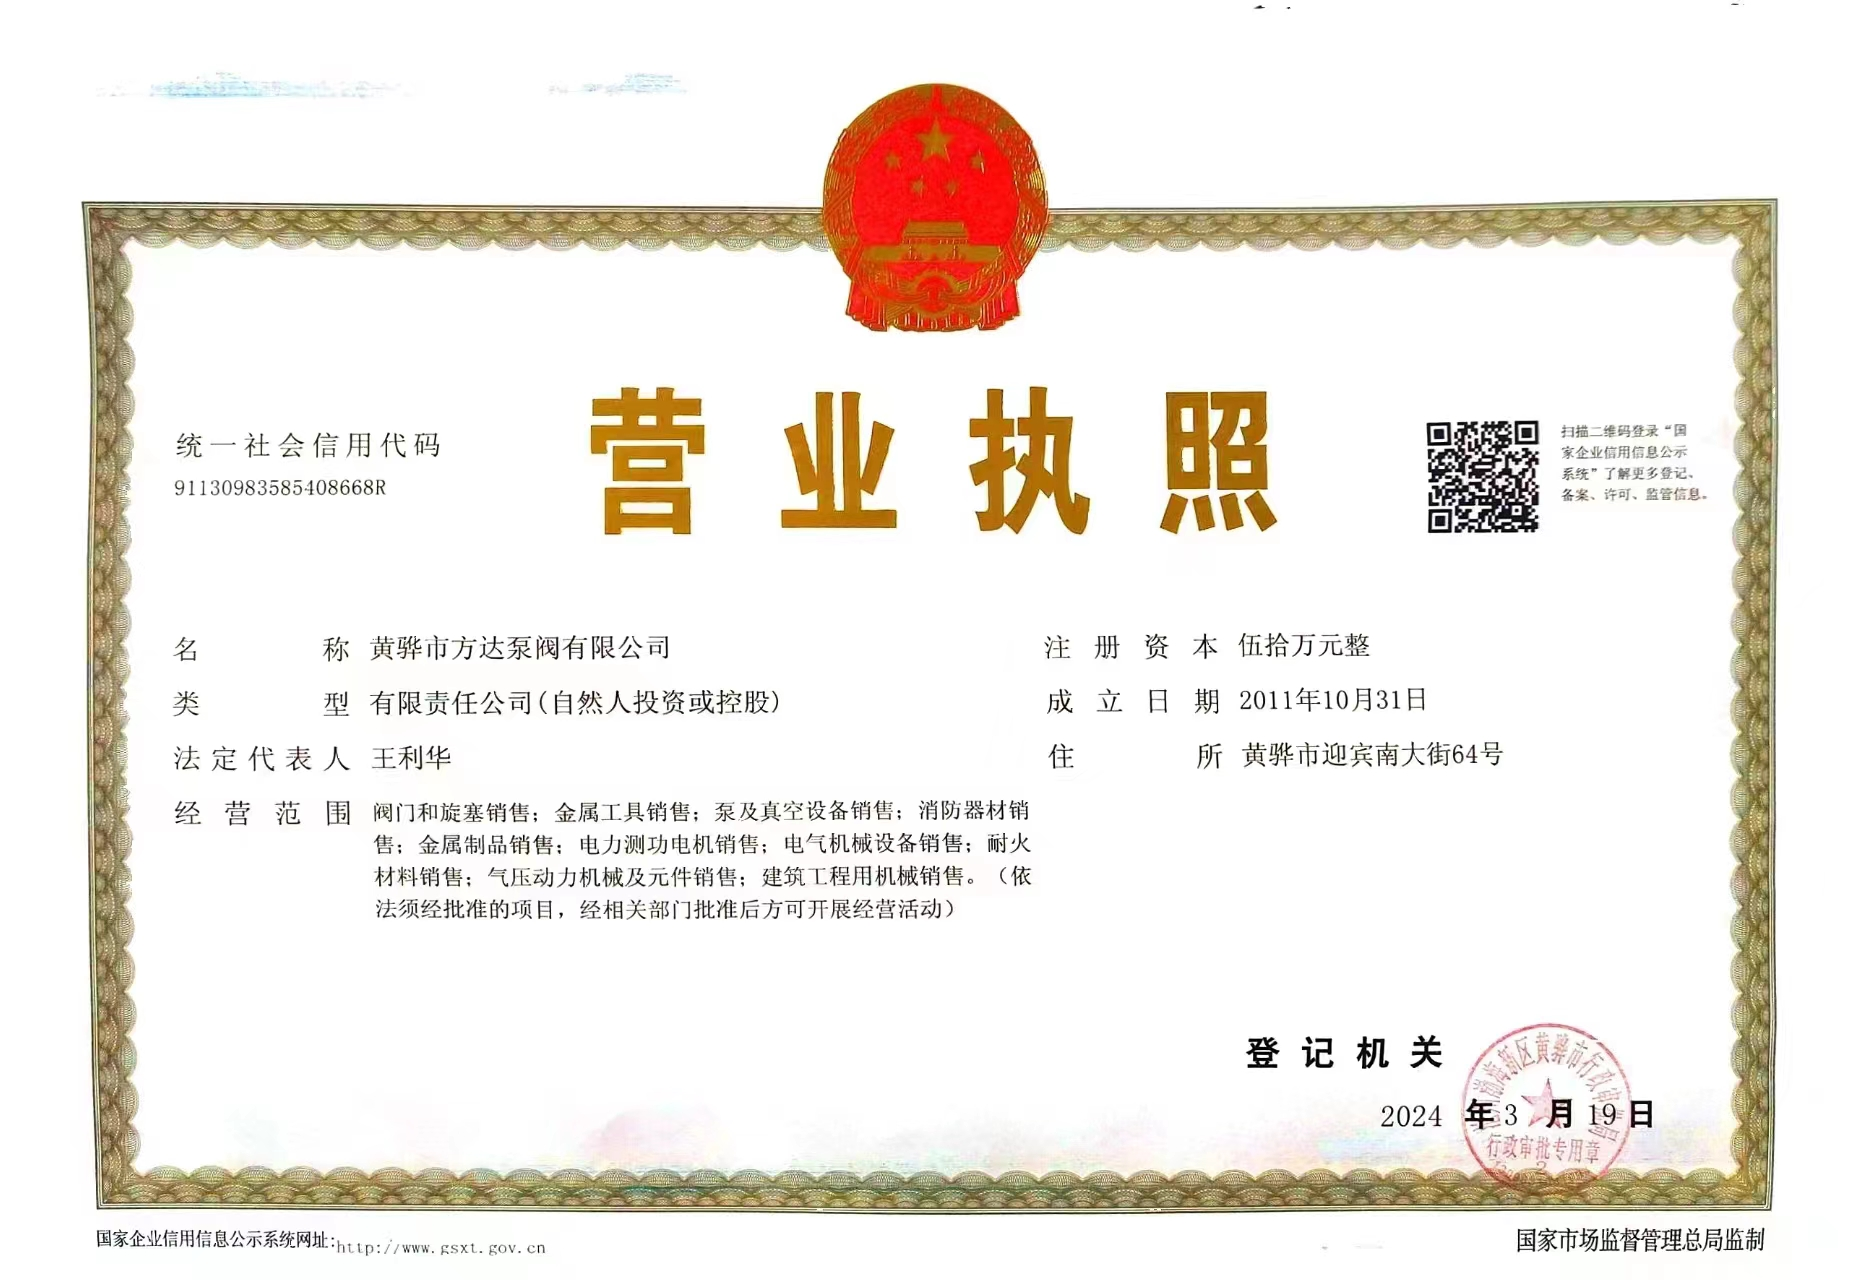 营业执照
统一社会信用代码
91130983585408668R
扫描二维码登录“国
家企业信用信息公示
系统”了解更多登记、
备案、许可、监管信息。
名称 黄骅市方达泵阀有限公司
类型 有限责任公司(自然人投资或控股)
法定代表人 王利华
经营范围 阀门和旋塞销售；金属工具销售；泵及真空设备销售；消防器材销
售；金属制品销售；电力测功电机销售；电气机械设备销售；耐火
材料销售；气压动力机械及元件销售；建筑工程用机械销售。（依
法须经批准的项目，经相关部门批准后方可开展经营活动）
注册资本 伍拾万元整
成立日期 2011年10月31日
住所 黄骅市迎宾南大街64号
登记机关
2024 年 3 月 19 日
渤海新区黄骅市行政审批局
行政审批专用章
2
国家企业信用信息公示系统网址:http://www.gsxt.gov.cn
国家市场监督管理总局监制